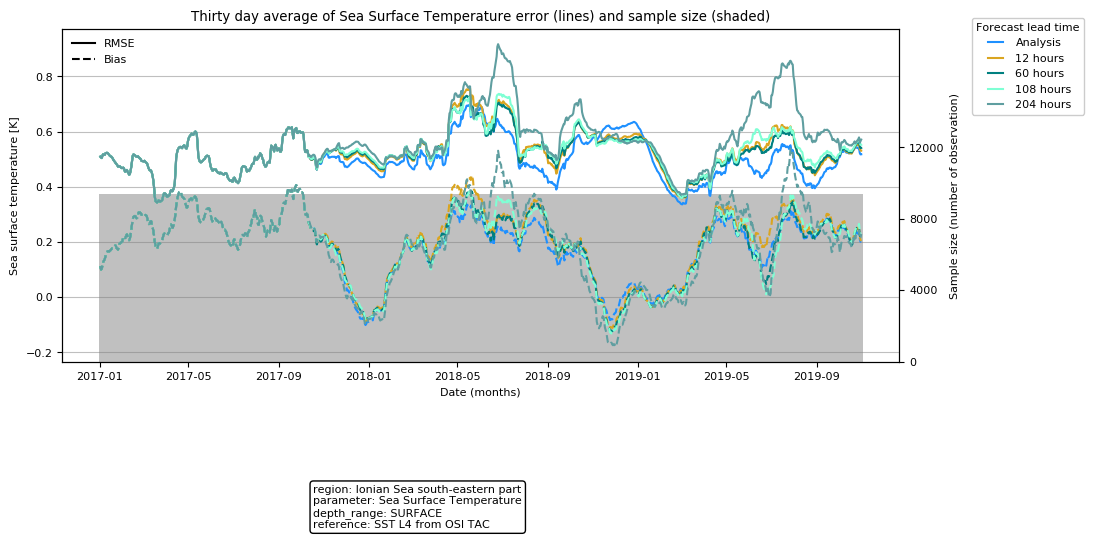 Thirty day average of Sea Surface Temperature error (lines) and sample size (shaded)
RMSE
Bias
Forecast lead time
Analysis
12 hours
60 hours
108 hours
204 hours
Sea surface temperature [K]
0.8
0.6
0.4
0.2
0.0
−0.2
12000
8000
4000
0
Sample size (number of observation)
2017-01
2017-05
2017-09
2018-01
2018-05
2018-09
2019-01
2019-05
2019-09
Date (months)
region: Ionian Sea south-eastern part
parameter: Sea Surface Temperature
depth_range: SURFACE
reference: SST L4 from OSI TAC